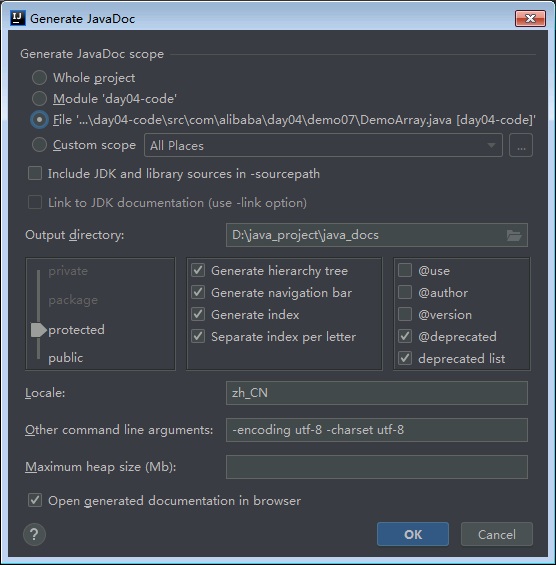 Generate JavaDoc
Generate JavaDoc scope
Whole project
Module 'day04-code'
File '...\day04-code\src\com\alibaba\day04\demo07\DemoArray.java [day04-code]'
Custom scope All Places ...
Include JDK and library sources in -sourcepath
Link to JDK documentation (use -link option)
Output directory: D:\java_project\java_docs
private
package
protected
public
Generate hierarchy tree
Generate navigation bar
Generate index
Separate index per letter
@use
@author
@version
@deprecated
deprecated list
Locale: zh_CN
Other command line arguments: -encoding utf-8 -charset utf-8
Maximum heap size (Mb):
Open generated documentation in browser
? OK Cancel